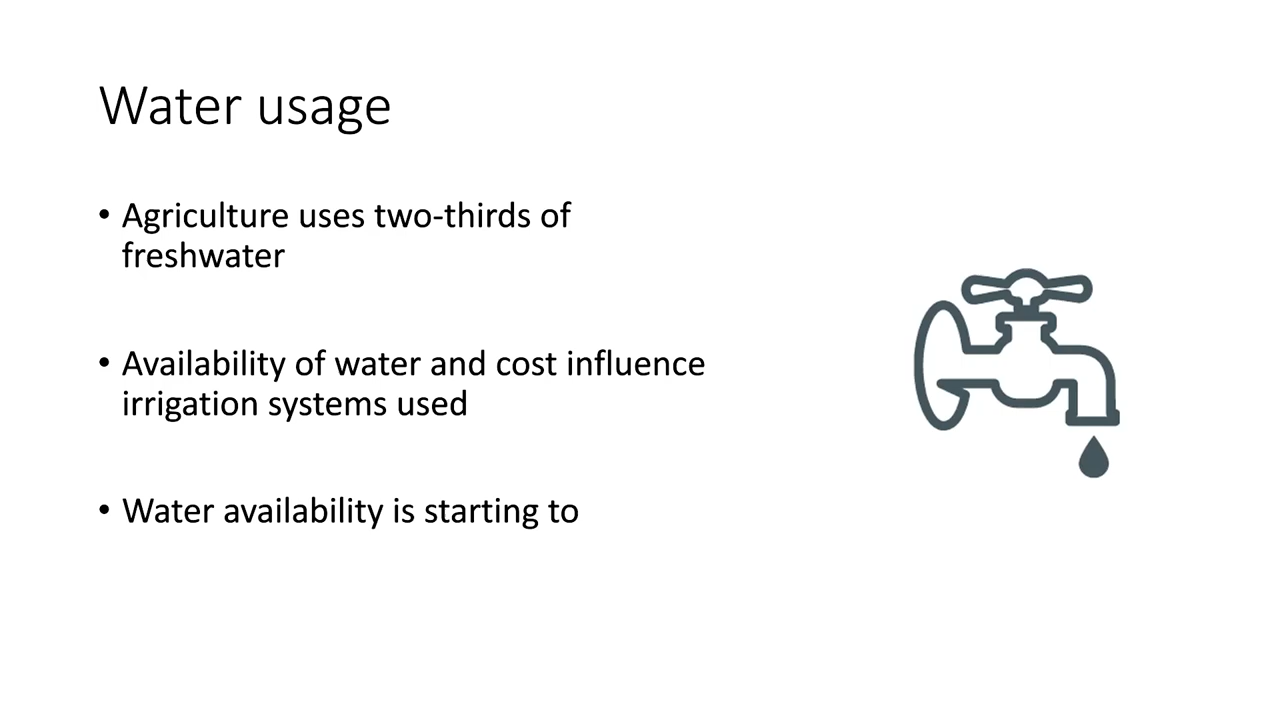 Water usage
• Agriculture uses two-thirds of
freshwater
• Availability of water and cost influence
irrigation systems used
• Water availability is starting to